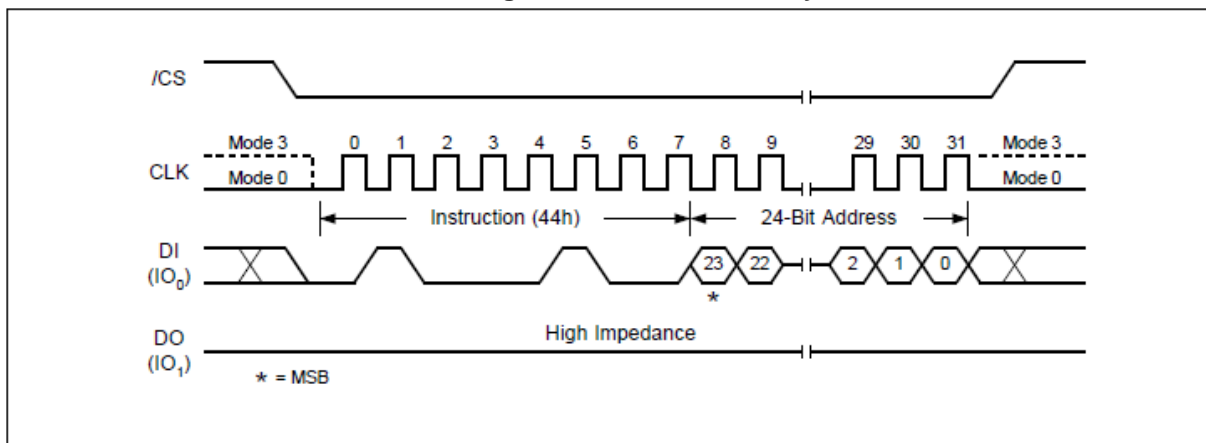 /CS
Mode 3 0 1 2 3 4 5 6 7 8 9 29 30 31 Mode 3
CLK
Mode 0 Mode 0
Instruction (44h) 24-Bit Address
DI
(IO0) 23 22 2 1 0
*
DO High Impedance
(IO1)
* = MSB